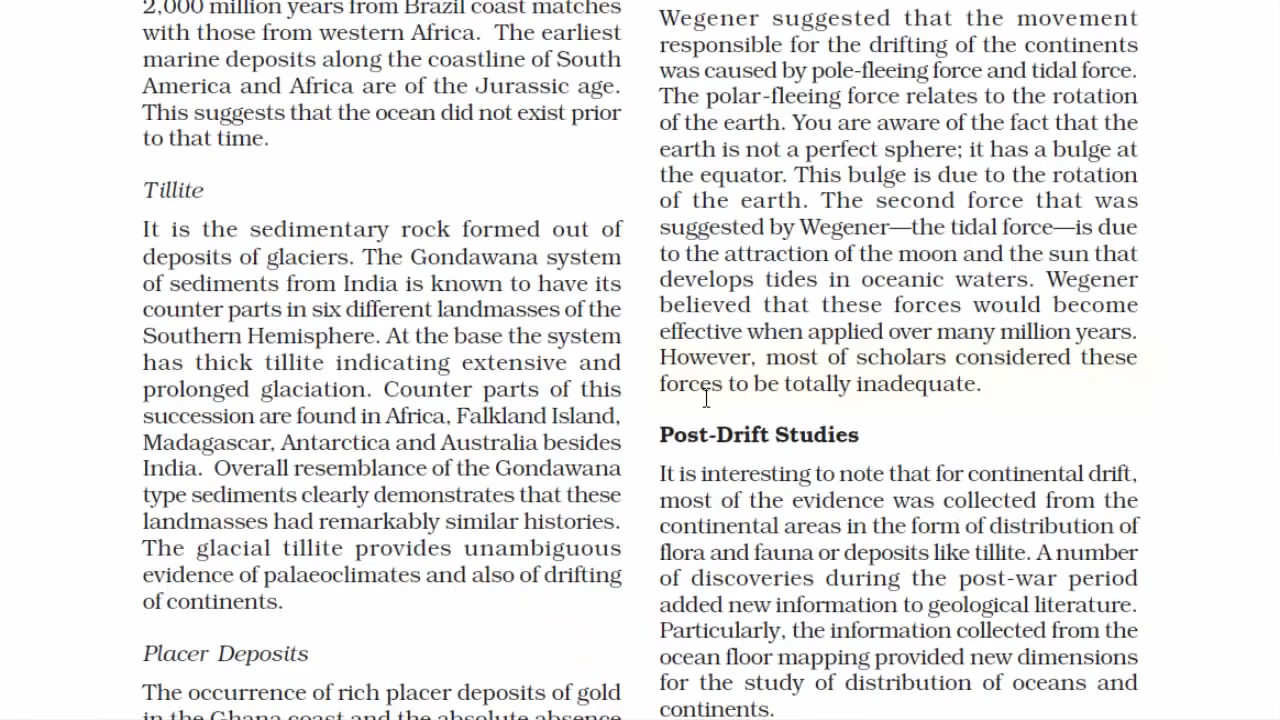 2,000 million years from Brazil coast matches
with those from western Africa. The earliest
marine deposits along the coastline of South
America and Africa are of the Jurassic age.
This suggests that the ocean did not exist prior
to that time.
Tillite
It is the sedimentary rock formed out of
deposits of glaciers. The Gondawana system
of sediments from India is known to have its
counter parts in six different landmasses of the
Southern Hemisphere. At the base the system
has thick tillite indicating extensive and
prolonged glaciation. Counter parts of this
succession are found in Africa, Falkland Island,
Madagascar, Antarctica and Australia besides
India. Overall resemblance of the Gondawana
type sediments clearly demonstrates that these
landmasses had remarkably similar histories.
The glacial tillite provides unambiguous
evidence of palaeoclimates and also of drifting
of continents.
Placer Deposits
The occurrence of rich placer deposits of gold
in the Ghana coast and the absolute absence
Wegener suggested that the movement
responsible for the drifting of the continents
was caused by pole-fleeing force and tidal force.
The polar-fleeing force relates to the rotation
of the earth. You are aware of the fact that the
earth is not a perfect sphere; it has a bulge at
the equator. This bulge is due to the rotation
of the earth. The second force that was
suggested by Wegener—the tidal force—is due
to the attraction of the moon and the sun that
develops tides in oceanic waters. Wegener
believed that these forces would become
effective when applied over many million years.
However, most of scholars considered these
forces to be totally inadequate.
Post-Drift Studies
It is interesting to note that for continental drift,
most of the evidence was collected from the
continental areas in the form of distribution of
flora and fauna or deposits like tillite. A number
of discoveries during the post-war period
added new information to geological literature.
Particularly, the information collected from the
ocean floor mapping provided new dimensions
for the study of distribution of oceans and
continents.